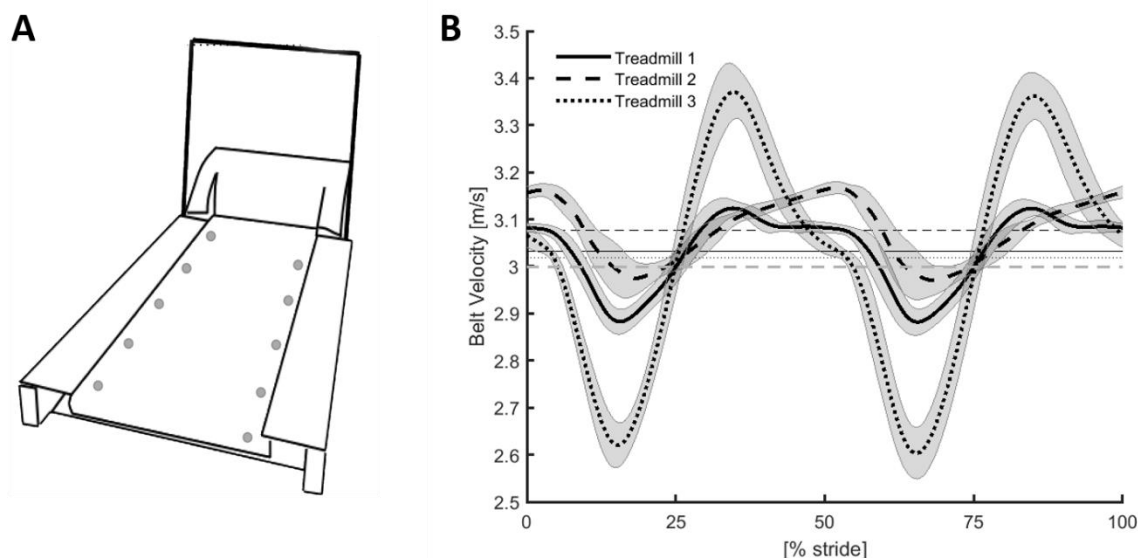 A
B
Treadmill 1
Treadmill 2
Treadmill 3
Belt Velocity [m/s]
3.5
3.4
3.3
3.2
3.1
3
2.9
2.8
2.7
2.6
2.5
0
25
50
75
100
[% stride]